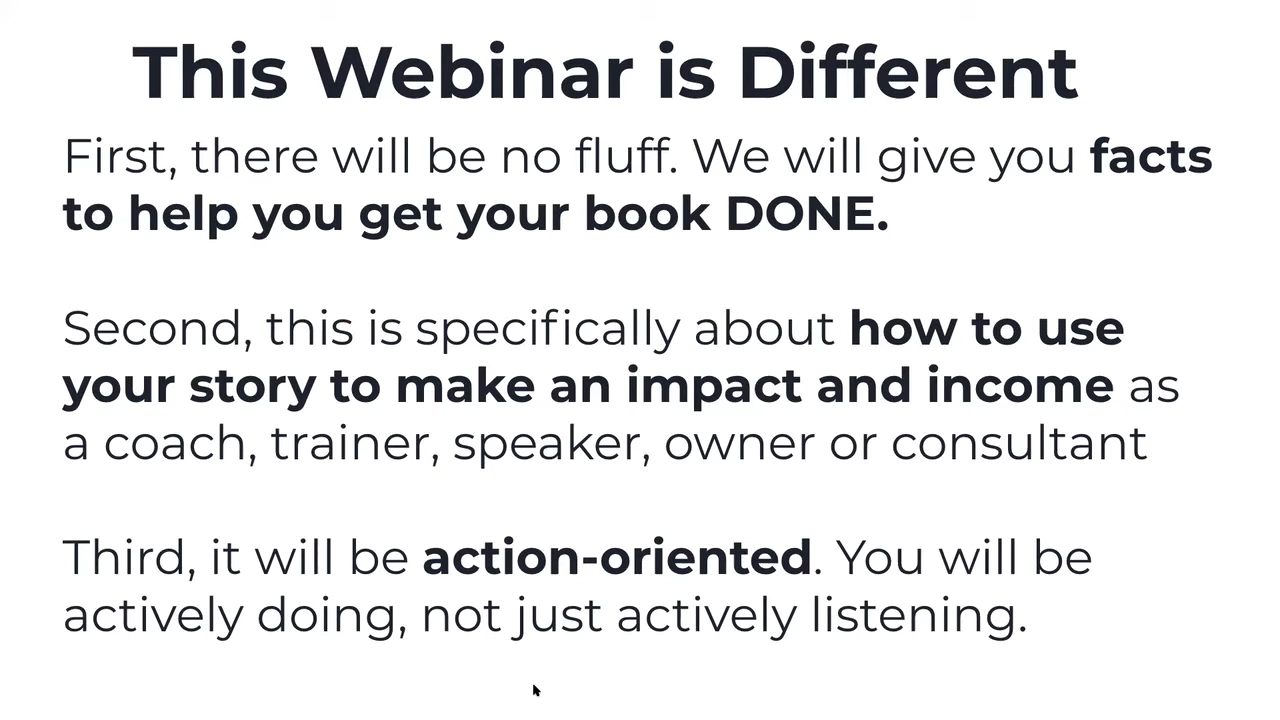 This Webinar is Different
First, there will be no fluff. We will give you facts
to help you get your book DONE.
Second, this is specifically about how to use
your story to make an impact and income as
a coach, trainer, speaker, owner or consultant
Third, it will be action-oriented. You will be
actively doing, not just actively listening.